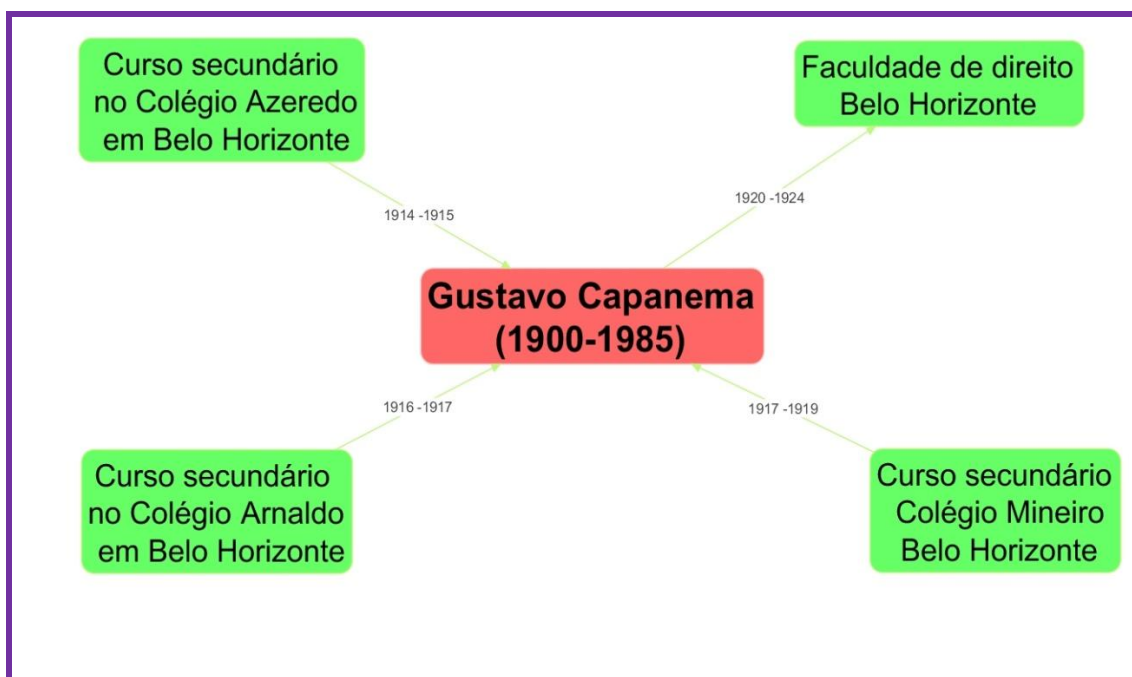 Curso secundário
no Colégio Azeredo
em Belo Horizonte
Faculdade de direito
Belo Horizonte
1914 -1915
1920 -1924
Gustavo Capanema
(1900-1985)
1916 -1917
1917 -1919
Curso secundário
no Colégio Arnaldo
em Belo Horizonte
Curso secundário
Colégio Mineiro
Belo Horizonte